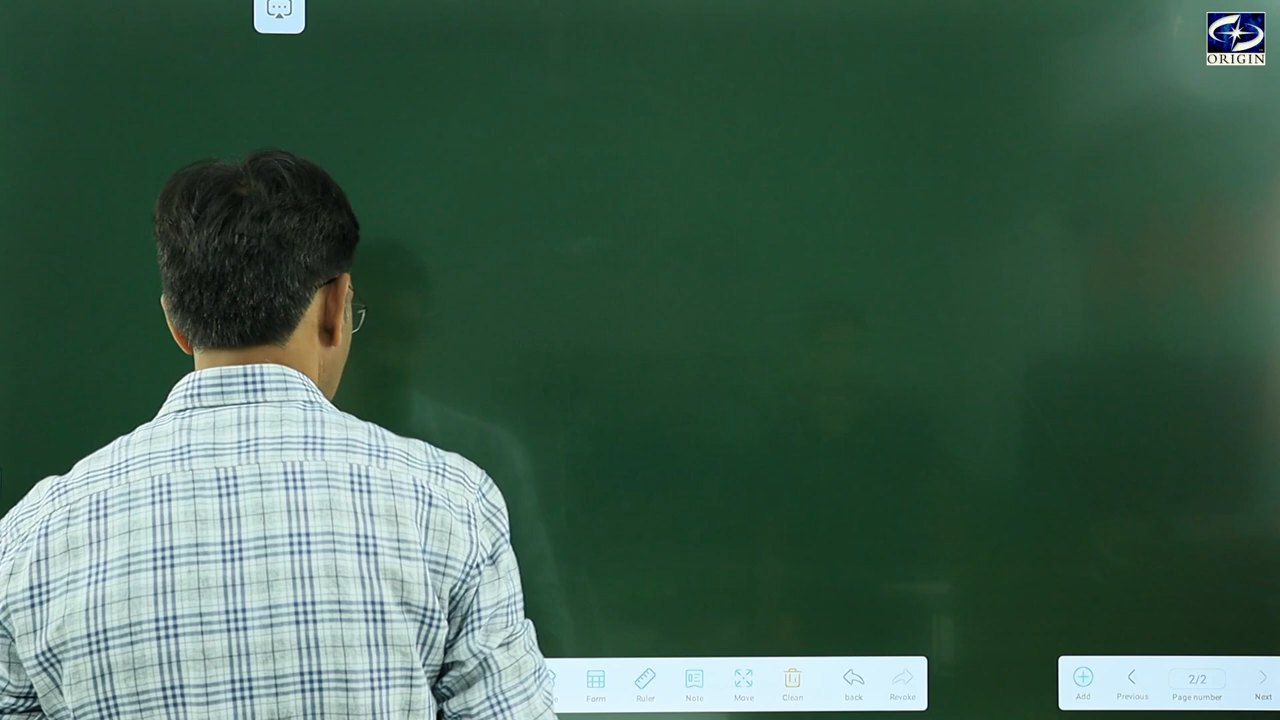 ORIGIN
Form Ruler Note Move Clean back Revoke
Add Previous 2/2 Page number Next